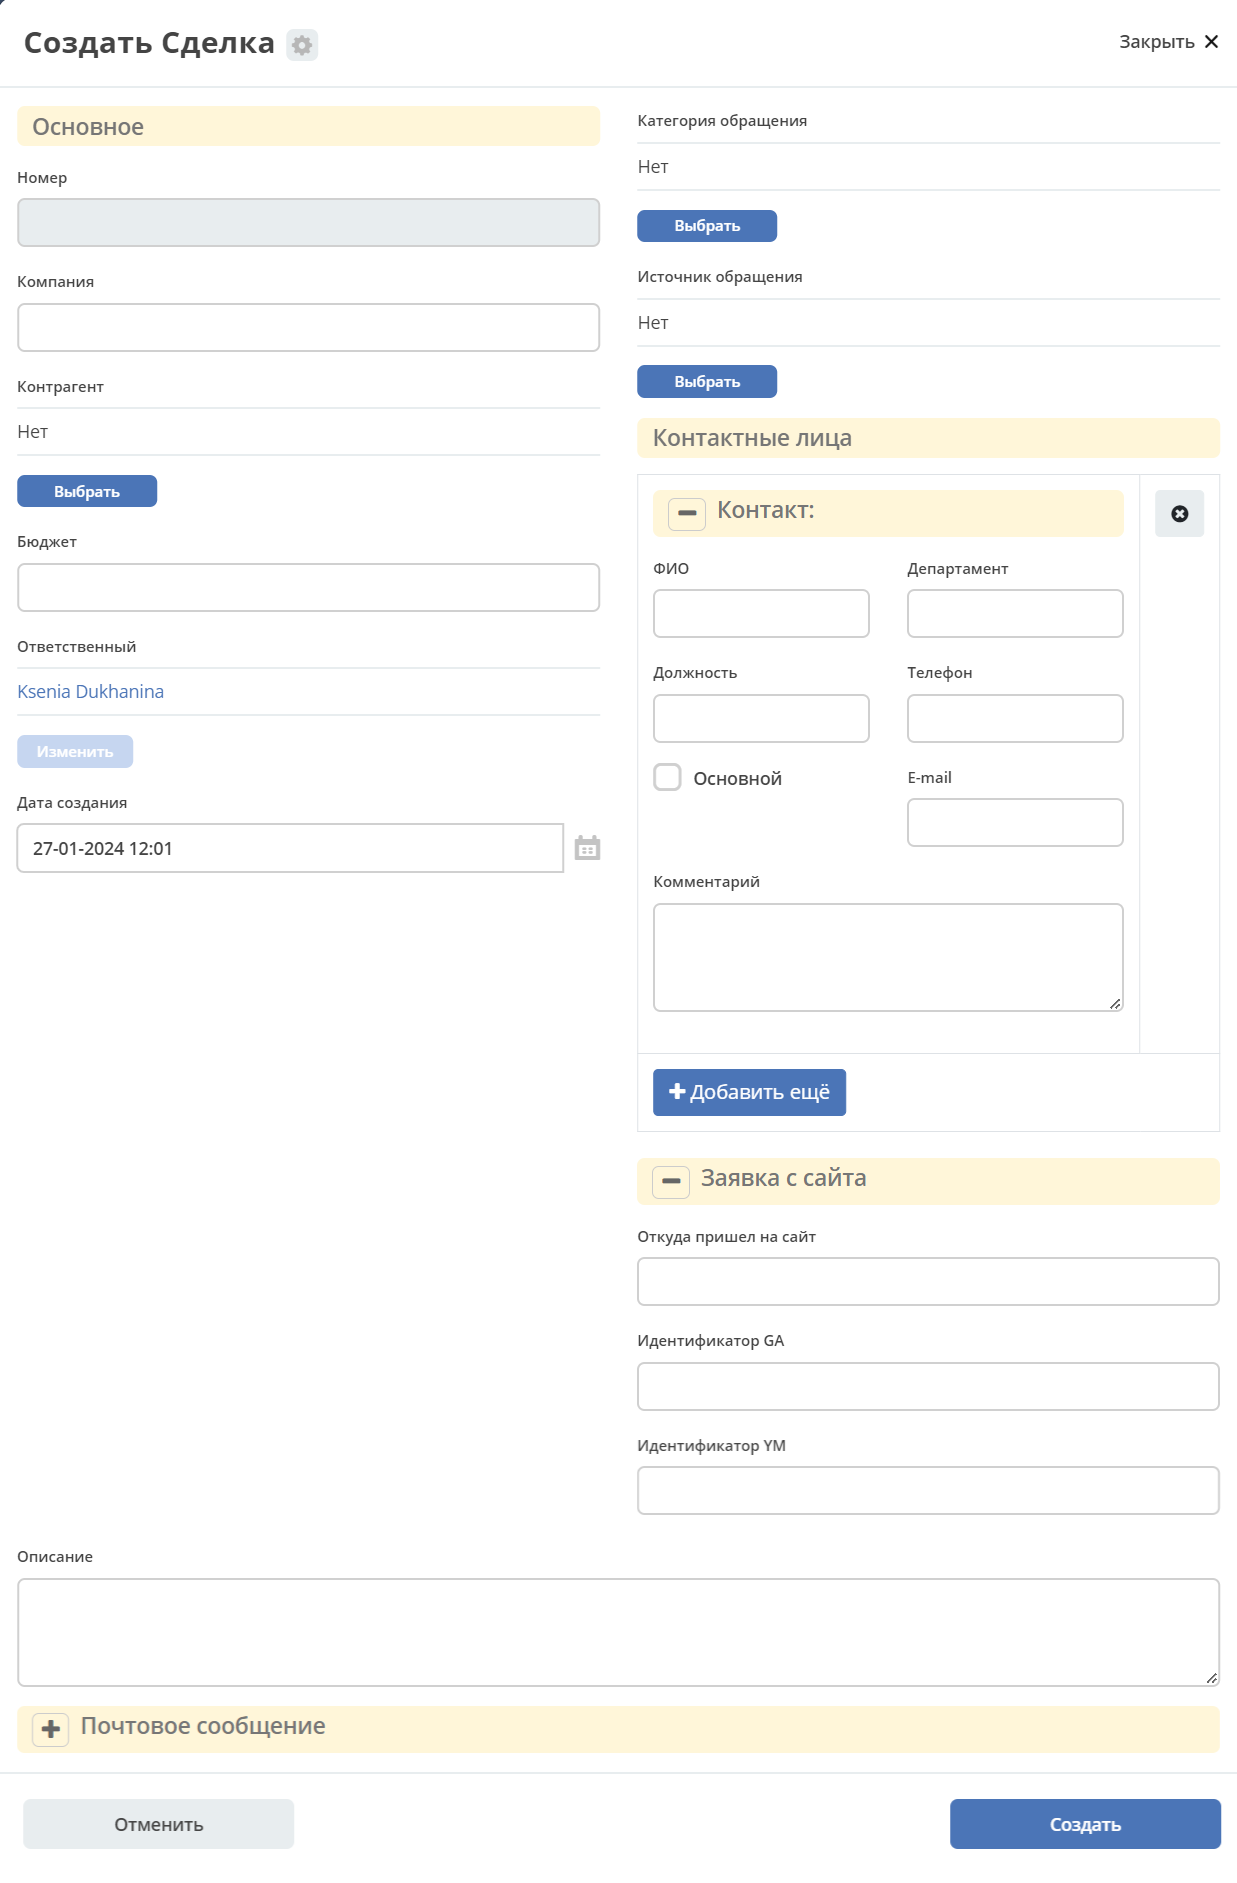 Создать Сделка
Закрыть
Основное
Номер
Компания
Контрагент
Нет
Выбрать
Бюджет
Ответственный
Ksenia Dukhanina
Изменить
Дата создания
27-01-2024 12:01
Категория обращения
Нет
Выбрать
Источник обращения
Нет
Выбрать
Контактные лица
Контакт:
ФИО
Департамент
Должность
Телефон
Основной
E-mail
Комментарий
Добавить ещё
Заявка с сайта
Откуда пришел на сайт
Идентификатор GA
Идентификатор YM
Описание
Почтовое сообщение
Отменить
Создать